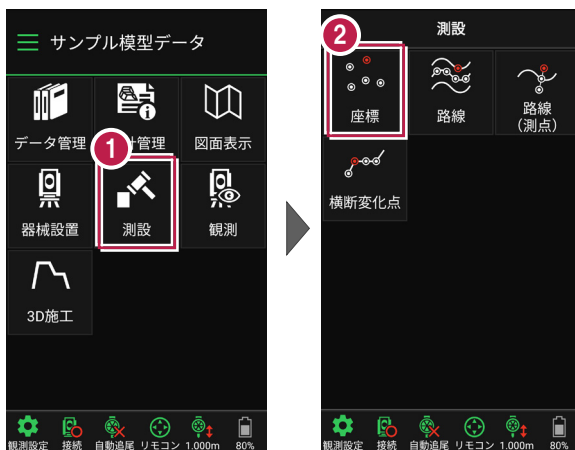 サンプル模型データ
データ管理
計管理
図面表示
1
器械設置
測設
観測
3D施工
観測設定
接続
自動追尾
リモコン
1.000m
80%
測設
2
座標
路線
路線
(測点)
横断変化点
観測設定
接続
自動追尾
リモコン
1.000m
80%